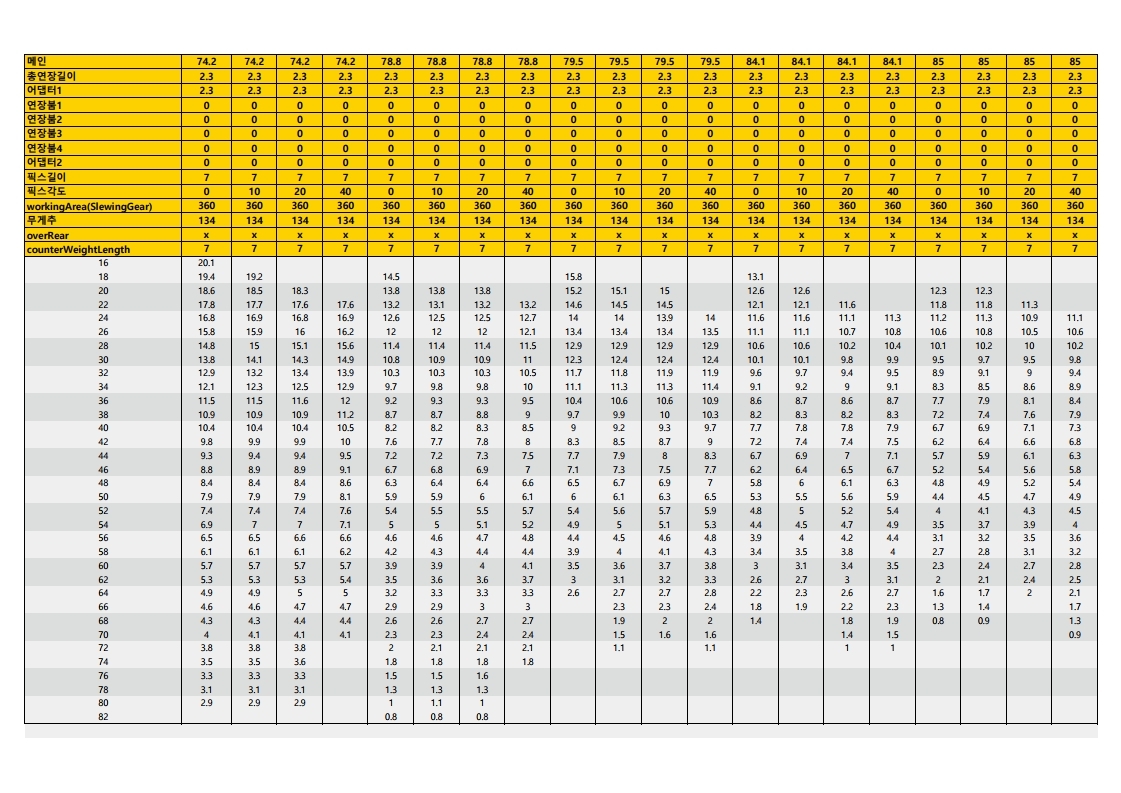 메인 74.2 74.2 74.2 74.2 78.8 78.8 78.8 78.8 79.5 79.5 79.5 79.5 84.1 84.1 84.1 84.1 85 85 85 85
총연장길이 2.3 2.3 2.3 2.3 2.3 2.3 2.3 2.3 2.3 2.3 2.3 2.3 2.3 2.3 2.3 2.3 2.3 2.3 2.3 2.3
어댑터1 2.3 2.3 2.3 2.3 2.3 2.3 2.3 2.3 2.3 2.3 2.3 2.3 2.3 2.3 2.3 2.3 2.3 2.3 2.3 2.3
연장붐1 0 0 0 0 0 0 0 0 0 0 0 0 0 0 0 0 0 0 0 0
연장붐2 0 0 0 0 0 0 0 0 0 0 0 0 0 0 0 0 0 0 0 0
연장붐3 0 0 0 0 0 0 0 0 0 0 0 0 0 0 0 0 0 0 0 0
연장붐4 0 0 0 0 0 0 0 0 0 0 0 0 0 0 0 0 0 0 0 0
어댑터2 0 0 0 0 0 0 0 0 0 0 0 0 0 0 0 0 0 0 0 0
픽스길이 7 7 7 7 7 7 7 7 7 7 7 7 7 7 7 7 7 7 7 7
픽스각도 0 10 20 40 0 10 20 40 0 10 20 40 0 10 20 40 0 10 20 40
workingArea(SlewingGear) 360 360 360 360 360 360 360 360 360 360 360 360 360 360 360 360 360 360 360 360
무게추 134 134 134 134 134 134 134 134 134 134 134 134 134 134 134 134 134 134 134 134
overRear x x x x x x x x x x x x x x x x x x x x
counterWeightLength 7 7 7 7 7 7 7 7 7 7 7 7 7 7 7 7 7 7 7 7
16 20.1
18 19.4 19.2 14.5 15.8 13.1
20 18.6 18.5 18.3 13.8 13.8 13.8 15.2 15.1 15 12.6 12.6 12.3 12.3
22 17.8 17.7 17.6 17.6 13.2 13.1 13.2 13.2 14.6 14.5 14.5 12.1 12.1 11.6 11.8 11.8 11.3
24 16.8 16.9 16.8 16.9 12.6 12.5 12.5 12.7 14 14 13.9 14 11.6 11.6 11.1 11.3 11.2 11.3 10.9 11.1
26 15.8 15.9 16 16.2 12 12 12 12.1 13.4 13.4 13.4 13.5 11.1 11.1 10.7 10.8 10.6 10.8 10.5 10.6
28 14.8 15 15.1 15.6 11.4 11.4 11.4 11.5 12.9 12.9 12.9 12.9 10.6 10.6 10.2 10.4 10.1 10.2 10 10.2
30 13.8 14.1 14.3 14.9 10.8 10.9 10.9 11 12.3 12.4 12.4 12.4 10.1 10.1 9.8 9.9 9.5 9.7 9.5 9.8
32 12.9 13.2 13.4 13.9 10.3 10.3 10.3 10.5 11.7 11.8 11.9 11.9 9.6 9.7 9.4 9.5 8.9 9.1 9 9.4
34 12.1 12.3 12.5 12.9 9.7 9.8 9.8 10 11.1 11.3 11.3 11.4 9.1 9.2 9 9.1 8.3 8.5 8.6 8.9
36 11.5 11.5 11.6 12 9.2 9.3 9.3 9.5 10.4 10.6 10.6 10.9 8.6 8.7 8.6 8.7 7.7 7.9 8.1 8.4
38 10.9 10.9 10.9 11.2 8.7 8.7 8.8 9 9.7 9.9 10 10.3 8.2 8.3 8.2 8.3 7.2 7.4 7.6 7.9
40 10.4 10.4 10.4 10.5 8.2 8.2 8.3 8.5 9 9.2 9.3 9.7 7.7 7.8 7.8 7.9 6.7 6.9 7.1 7.3
42 9.8 9.9 9.9 10 7.6 7.7 7.8 8 8.3 8.5 8.7 9 7.2 7.4 7.4 7.5 6.2 6.4 6.6 6.8
44 9.3 9.4 9.4 9.5 7.2 7.2 7.3 7.5 7.7 7.9 8 8.3 6.7 6.9 7 7.1 5.7 5.9 6.1 6.3
46 8.8 8.9 8.9 9.1 6.7 6.8 6.9 7 7.1 7.3 7.5 7.7 6.2 6.4 6.5 6.7 5.2 5.4 5.6 5.8
48 8.4 8.4 8.4 8.6 6.3 6.4 6.4 6.6 6.5 6.7 6.9 7 5.8 6 6.1 6.3 4.8 4.9 5.2 5.4
50 7.9 7.9 7.9 8.1 5.9 5.9 6 6.1 6 6.1 6.3 6.5 5.3 5.5 5.6 5.9 4.4 4.5 4.7 4.9
52 7.4 7.4 7.4 7.6 5.4 5.5 5.5 5.7 5.4 5.6 5.7 5.9 4.8 5 5.2 5.4 4 4.1 4.3 4.5
54 6.9 7 7 7.1 5 5 5.1 5.2 4.9 5 5.1 5.3 4.4 4.5 4.7 4.9 3.5 3.7 3.9 4
56 6.5 6.5 6.6 6.6 4.6 4.6 4.7 4.8 4.4 4.5 4.6 4.8 3.9 4 4.2 4.4 3.1 3.2 3.5 3.6
58 6.1 6.1 6.1 6.2 4.2 4.3 4.4 4.4 3.9 4 4.1 4.3 3.4 3.5 3.8 4 2.7 2.8 3.1 3.2
60 5.7 5.7 5.7 5.7 3.9 3.9 4 4.1 3.5 3.6 3.7 3.8 3 3.1 3.4 3.5 2.3 2.4 2.7 2.8
62 5.3 5.3 5.3 5.4 3.5 3.6 3.6 3.7 3 3.1 3.2 3.3 2.6 2.7 3 3.1 2 2.1 2.4 2.5
64 4.9 4.9 5 5 3.2 3.3 3.3 3.3 2.6 2.7 2.7 2.8 2.2 2.3 2.6 2.7 1.6 1.7 2 2.1
66 4.6 4.6 4.7 4.7 2.9 2.9 3 3 2.3 2.3 2.4 1.8 1.9 2.2 2.3 1.3 1.4 1.7
68 4.3 4.3 4.4 4.4 2.6 2.6 2.7 2.7 1.9 2 2 1.4 1.8 1.9 0.8 0.9 1.3
70 4 4.1 4.1 4.1 2.3 2.3 2.4 2.4 1.5 1.6 1.6 1.4 1.5 0.9
72 3.8 3.8 3.8 2 2.1 2.1 2.1 1.1 1.1 1 1
74 3.5 3.5 3.6 1.8 1.8 1.8 1.8
76 3.3 3.3 3.3 1.5 1.5 1.6
78 3.1 3.1 3.1 1.3 1.3 1.3
80 2.9 2.9 2.9 1 1.1 1
82 0.8 0.8 0.8